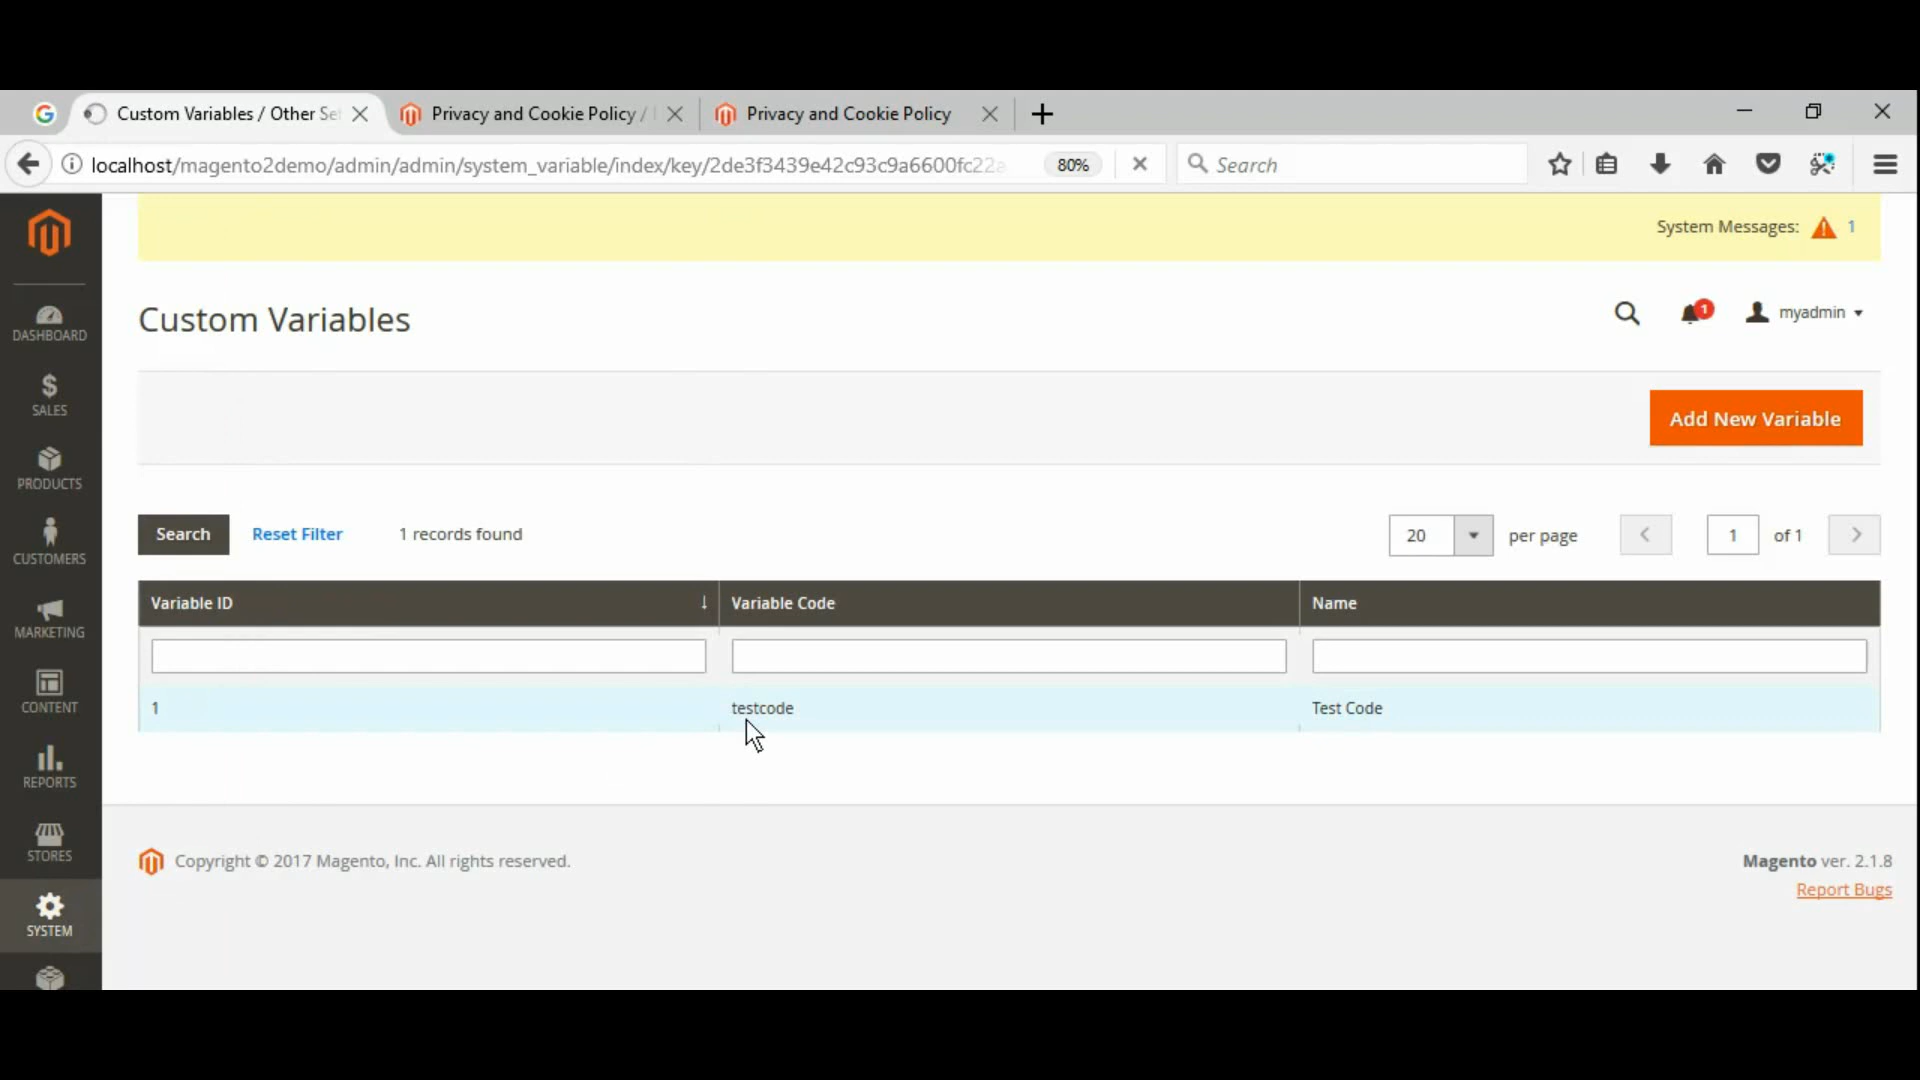 Custom Variables / Other Se
Privacy and Cookie Policy /
Privacy and Cookie Policy
localhost/magento2demo/admin/admin/system_variable/index/key/2de3f3439e42c93c9a6600fc22a
80%
Search
System Messages: 1
Custom Variables
1
myadmin
DASHBOARD
SALES
PRODUCTS
CUSTOMERS
MARKETING
CONTENT
REPORTS
STORES
SYSTEM
Add New Variable
Search Reset Filter 1 records found 20 per page 1 of 1
Variable ID ↓ Variable Code Name
1 testcode Test Code
Copyright © 2017 Magento, Inc. All rights reserved.
Magento ver. 2.1.8
Report Bugs